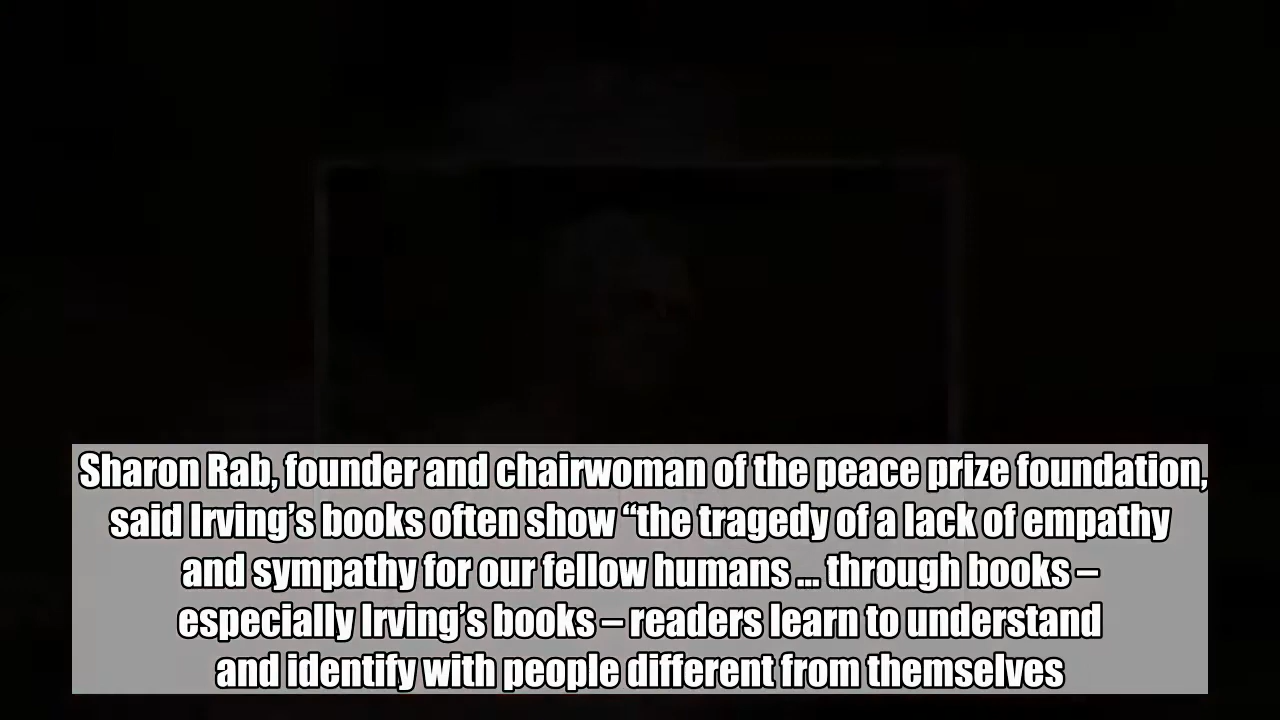 Sharon Rab, founder and chairwoman of the peace prize foundation,
said Irving’s books often show “the tragedy of a lack of empathy
and sympathy for our fellow humans ... through books –
especially Irving’s books – readers learn to understand
and identify with people different from themselves